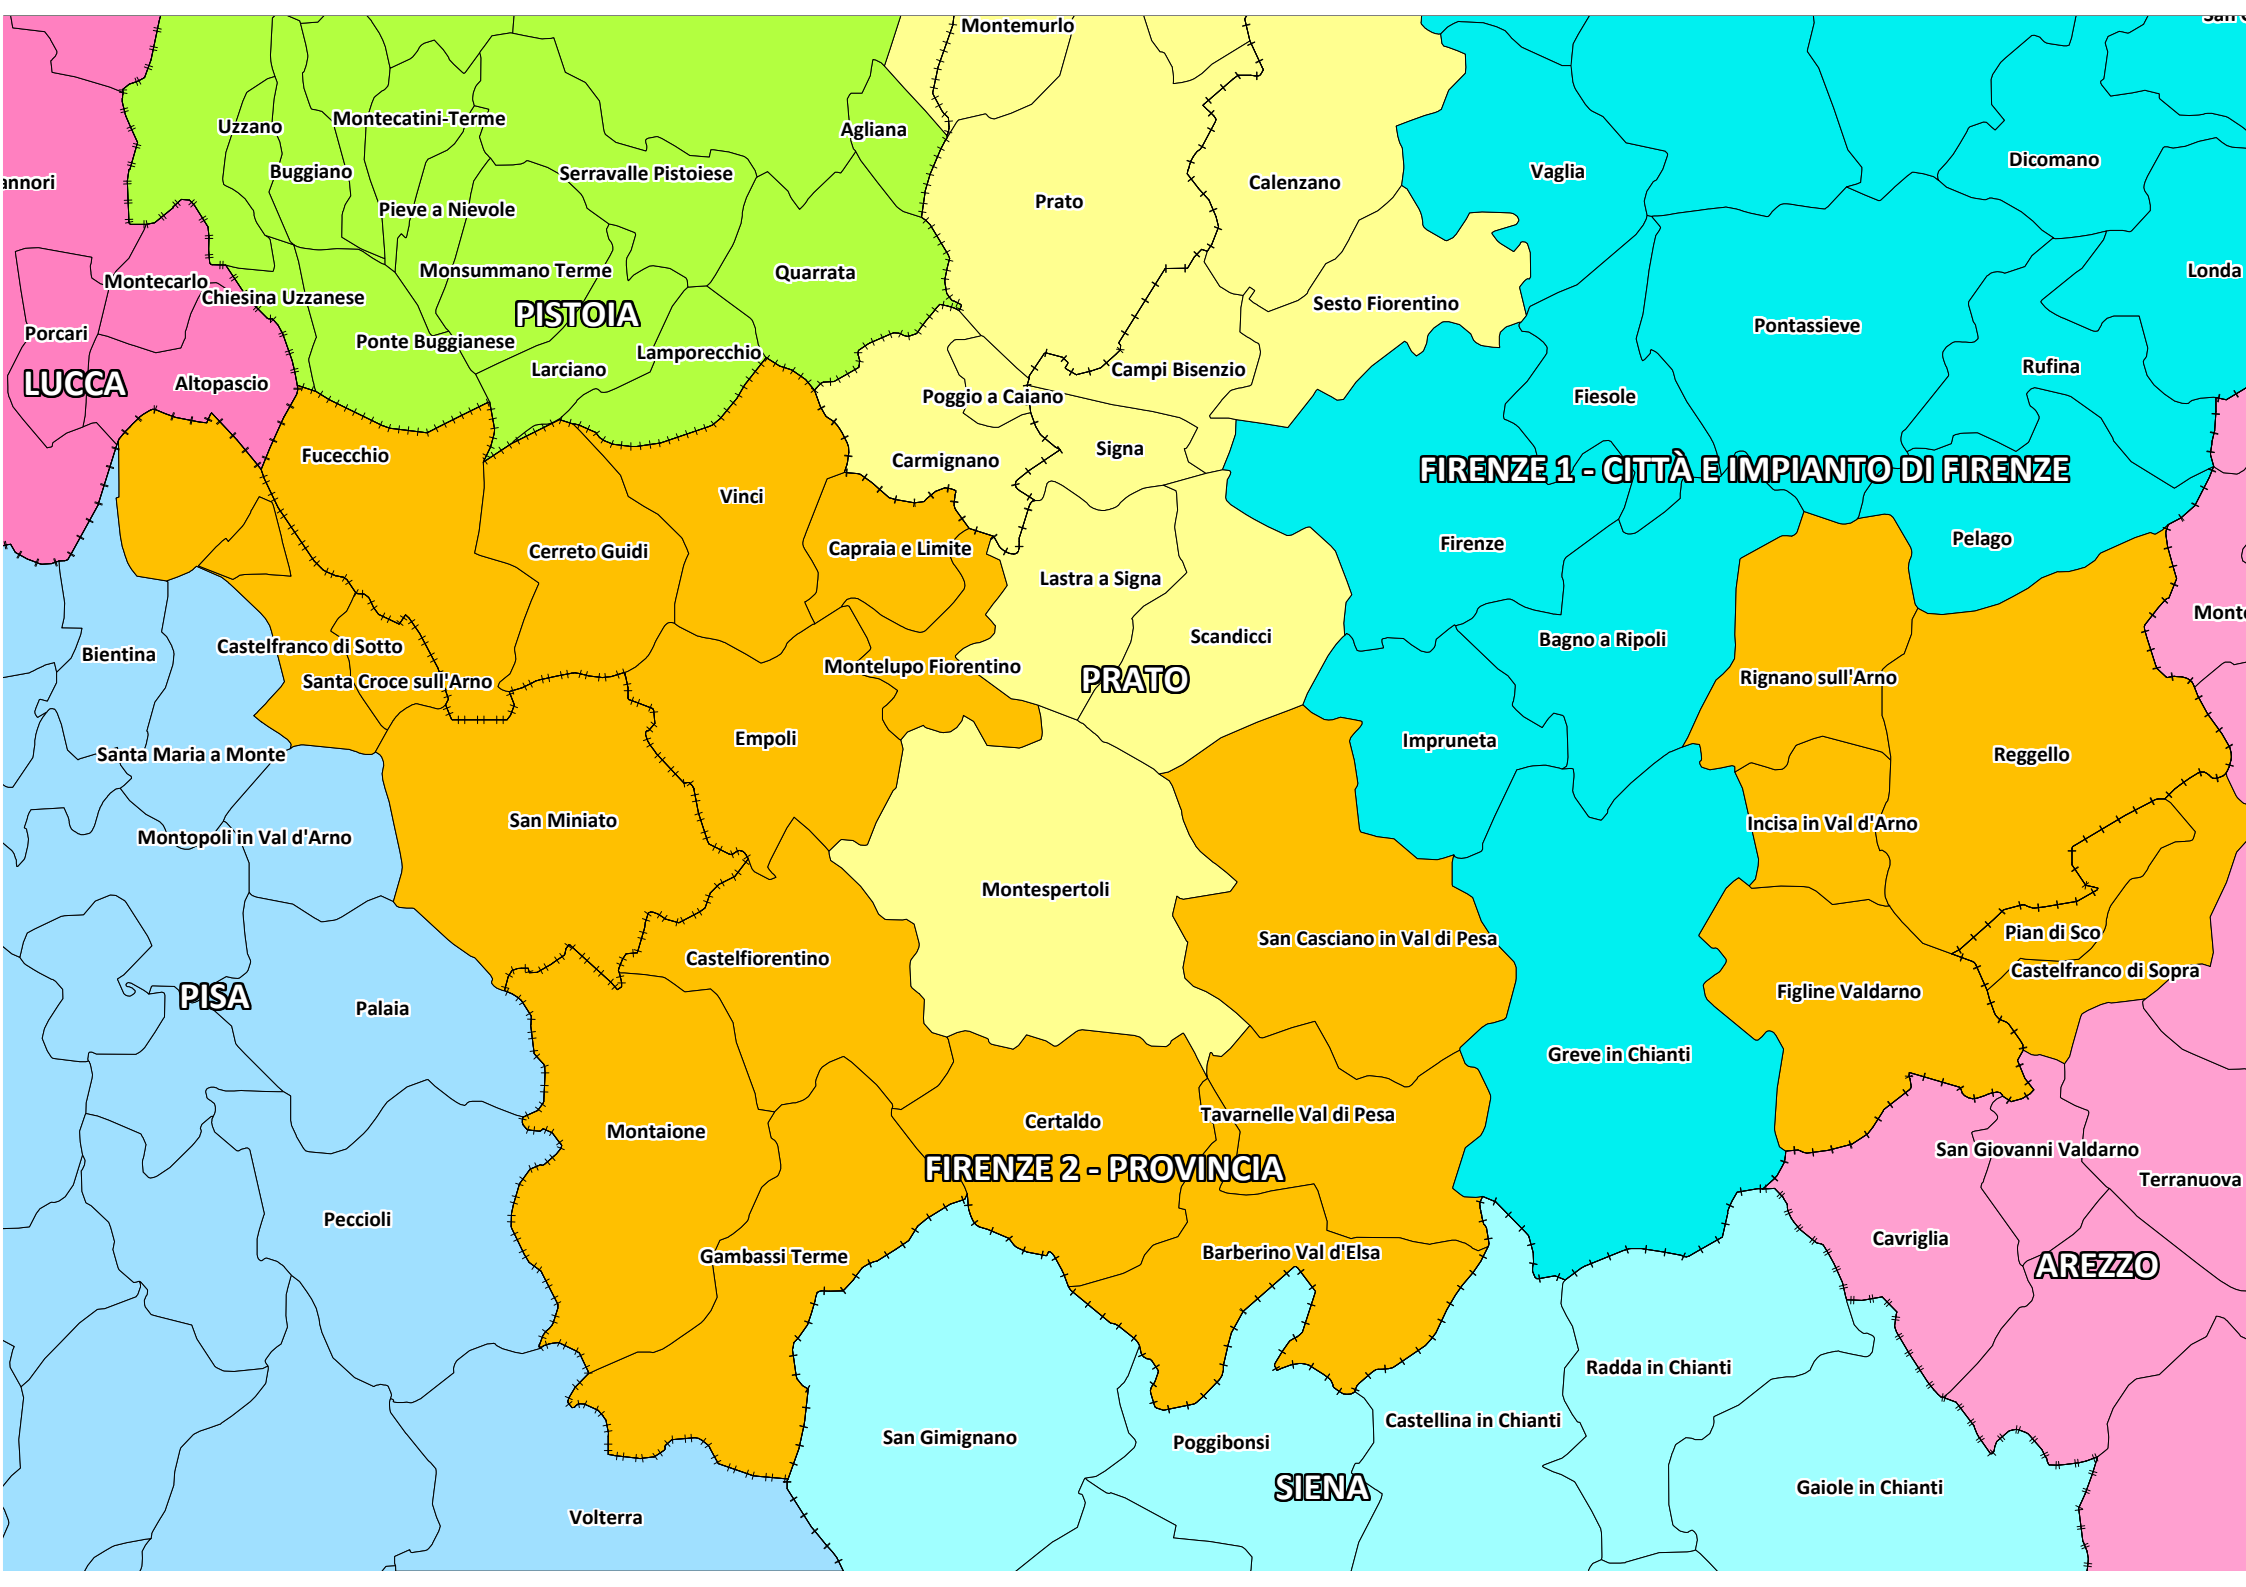 Montemurlo
Uzzano
Montecatini-Terme
Agliana
Dicomano
Buggiano
Serravalle Pistoiese
Vaglia
annori
Calenzano
Prato
Pieve a Nievole
Montecarlo
Monsummano Terme
Quarrata
Londa
Chiesina Uzzanese
PISTOIA
Sesto Fiorentino
Pontassieve
Porcari
Ponte Buggianese
Lamporecchio
Larciano
Campi Bisenzio
Rufina
LUCCA
Altopascio
Poggio a Caiano
Fiesole
Fucecchio
Carmignano
Signa
FIRENZE 1 - CITTÀ E IMPIANTO DI FIRENZE
Vinci
Cerreto Guidi
Capraia e Limite
Firenze
Pelago
Lastra a Signa
Monte
Scandicci
Bagno a Ripoli
Bientina
Castelfranco di Sotto
Montelupo Fiorentino
Santa Croce sull'Arno
PRATO
Rignano sull'Arno
Empoli
Impruneta
Santa Maria a Monte
Reggello
San Miniato
Montopoli in Val d'Arno
Incisa in Val d'Arno
Montespertoli
San Casciano in Val di Pesa
Pian di Sco
Castelfiorentino
Castelfranco di Sopra
PISA
Palaia
Figline Valdarno
Greve in Chianti
Montaione
Certaldo
Tavarnelle Val di Pesa
San Giovanni Valdarno
FIRENZE 2 - PROVINCIA
Terranuova
Peccioli
Gambassi Terme
Barberino Val d'Elsa
Cavriglia
AREZZO
Radda in Chianti
San Gimignano
Castellina in Chianti
Poggibonsi
SIENA
Gaiole in Chianti
Volterra